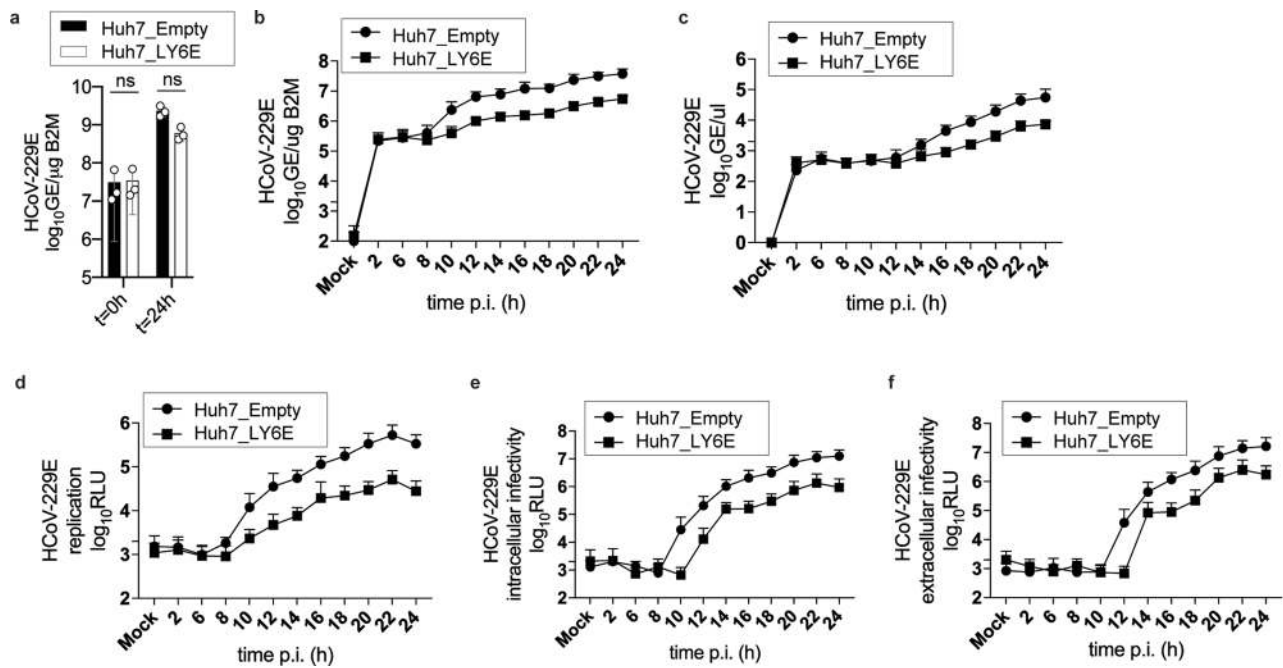 a
Huh7_Empty
Huh7_LY6E
ns ns
HCoV-229E
log10GE/μg B2M
10
9
8
7
6
5
t=0h
t=24h
b
Huh7_Empty
Huh7_LY6E
HCoV-229E
log10GE/ug B2M
8
7
6
5
4
3
2
Mock 2 6 8 10 12 14 16 18 20 22 24
time p.i. (h)
c
Huh7_Empty
Huh7_LY6E
HCoV-229E
log10GE/ul
6
5
4
3
2
1
0
Mock 2 6 8 10 12 14 16 18 20 22 24
time p.i. (h)
d
Huh7_Empty
Huh7_LY6E
HCoV-229E
replication
log10RLU
6
5
4
3
2
Mock 2 6 8 10 12 14 16 18 20 22 24
time p.i. (h)
e
Huh7_Empty
Huh7_LY6E
HCoV-229E
intracellular infectivity
log10RLU
8
7
6
5
4
3
2
Mock 2 6 8 10 12 14 16 18 20 22 24
time p.i. (h)
f
Huh7_Empty
Huh7_LY6E
HCoV-229E
extracellular infectivity
log10RLU
8
7
6
5
4
3
2
Mock 2 6 8 10 12 14 16 18 20 22 24
time p.i. (h)